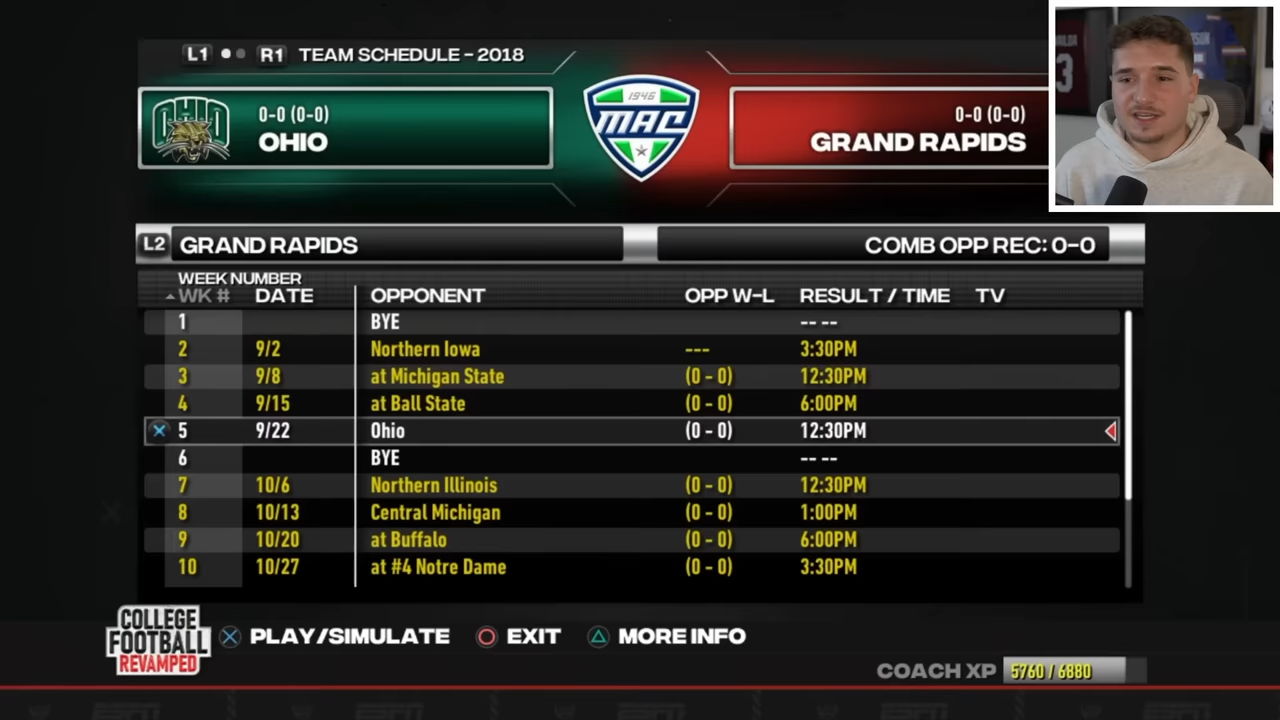 L1 R1 TEAM SCHEDULE - 2018
0-0 (0-0)
OHIO
OHIO
1946
MAC
0-0 (0-0)
GRAND RAPIDS
3
L2 GRAND RAPIDS COMB OPP REC: 0-0
WEEK NUMBER
WK # DATE OPPONENT OPP W-L RESULT / TIME TV
1 BYE -- --
2 9/2 Northern Iowa --- 3:30PM
3 9/8 at Michigan State (0 - 0) 12:30PM
4 9/15 at Ball State (0 - 0) 6:00PM
5 9/22 Ohio (0 - 0) 12:30PM
6 BYE -- --
7 10/6 Northern Illinois (0 - 0) 12:30PM
8 10/13 Central Michigan (0 - 0) 1:00PM
9 10/20 at Buffalo (0 - 0) 6:00PM
10 10/27 at #4 Notre Dame (0 - 0) 3:30PM
COLLEGE
FOOTBALL
REVAMPED
PLAY/SIMULATE EXIT MORE INFO
COACH XP 5760 / 6880